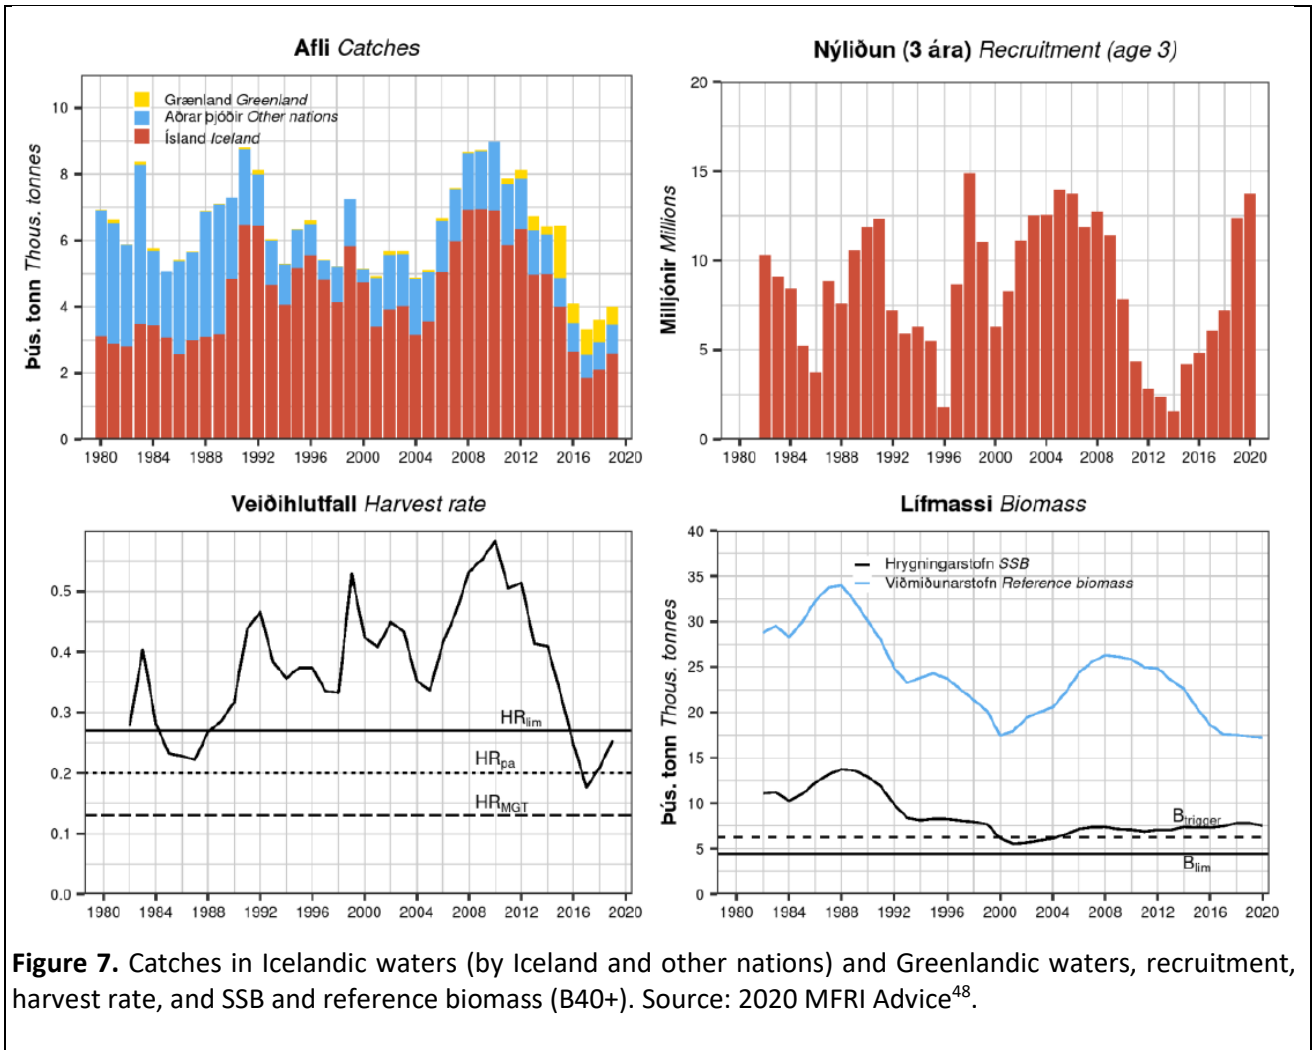 Afli Catches
Grænland Greenland
Aðrar þjóðir Other nations
Ísland Iceland
Þús. tonn Thous. tonnes
10
8
6
4
2
0
1980 1984 1988 1992 1996 2000 2004 2008 2012 2016 2020
Nýliðun (3 ára) Recruitment (age 3)
Milljónir Millions
20
15
10
5
0
1980 1984 1988 1992 1996 2000 2004 2008 2012 2016 2020
Veiðihlutfall Harvest rate
0.5
0.4
0.3
0.2
0.1
0.0
HRlim
HRpa
HRMGT
1980 1984 1988 1992 1996 2000 2004 2008 2012 2016 2020
Lífmassi Biomass
Hrygningarstofn SSB
Viðmiðunarstofn Reference biomass
Þús. tonn Thous. tonnes
40
35
30
25
20
15
10
5
0
Btrigger
Blim
1980 1984 1988 1992 1996 2000 2004 2008 2012 2016 2020
Figure 7. Catches in Icelandic waters (by Iceland and other nations) and Greenlandic waters, recruitment,
harvest rate, and SSB and reference biomass (B40+). Source: 2020 MFRI Advice48.